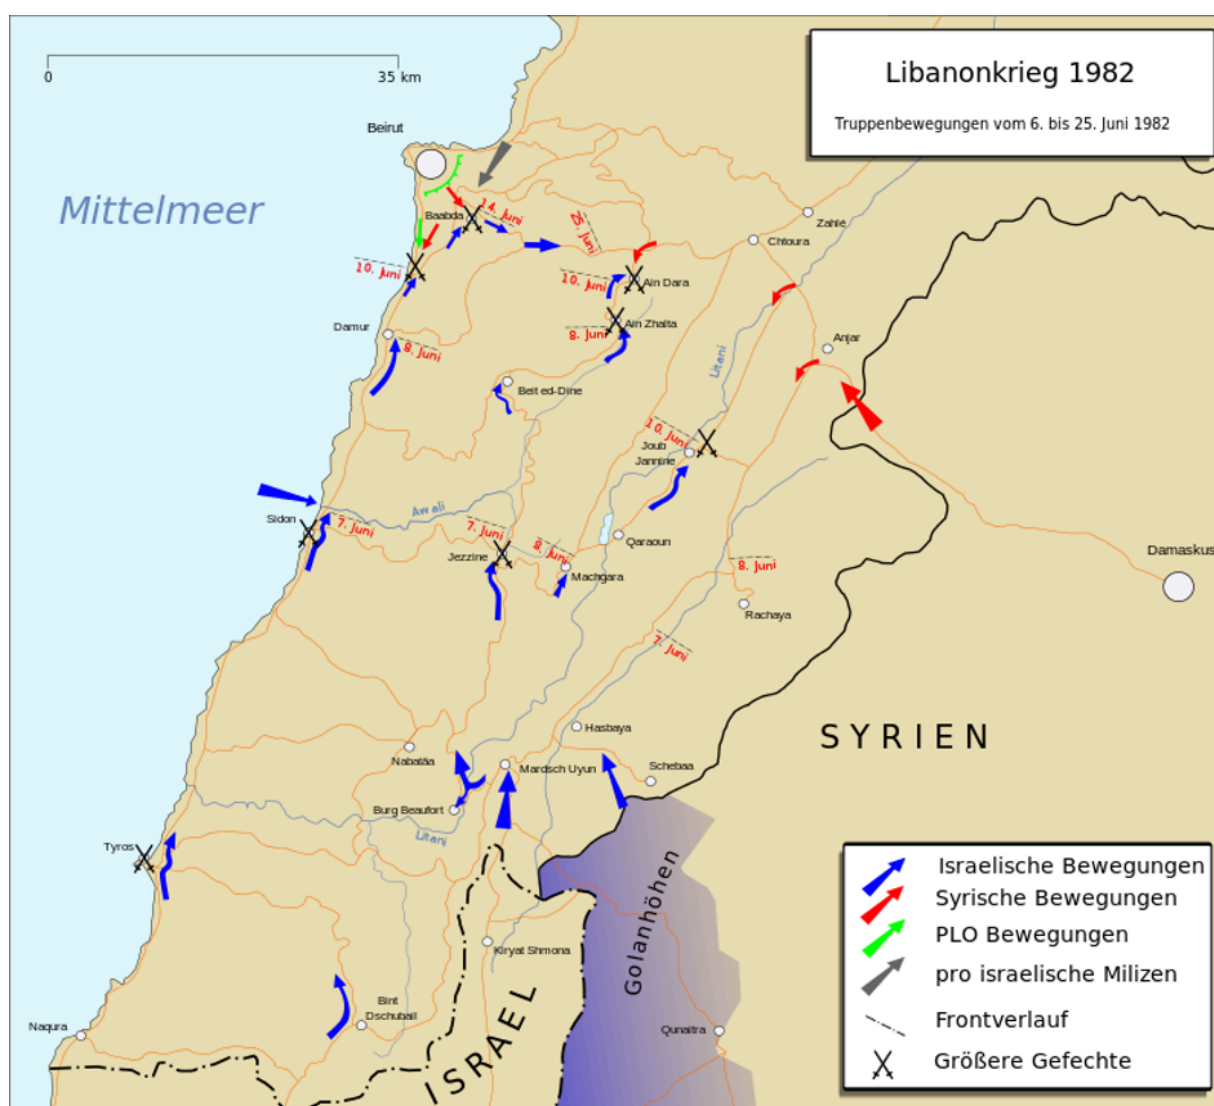 0
35 km
Libanonkrieg 1982
Truppenbewegungen vom 6. bis 25. Juni 1982
Beirut
Mittelmeer
Baabda
14. Juni
25. Juni
Zahlé
Chtoura
10. Juni
10. Juni
Ain Dara
Damur
8. Juni
8. Juni
Ain Zhalta
Litani
Anjar
Beit ed-Dine
10. Juni
Joub
Jannine
Awali
Sidon
7. Juni
7. Juni
8. Juni
Jezzine
Qaraoun
Machgara
8. Juni
Damaskus
Rachaya
7. Juni
Hasbaya
SYRIEN
Nabatäa
Mardsch Uyun
Schebaa
Burg Beaufort
Litani
Tyros
Golanhöhen
Kiryat Shmona
Bint
Dschubail
ISRAEL
Naqura
Qunaitra
Israelische Bewegungen
Syrische Bewegungen
PLO Bewegungen
pro israelische Milizen
Frontverlauf
Größere Gefechte